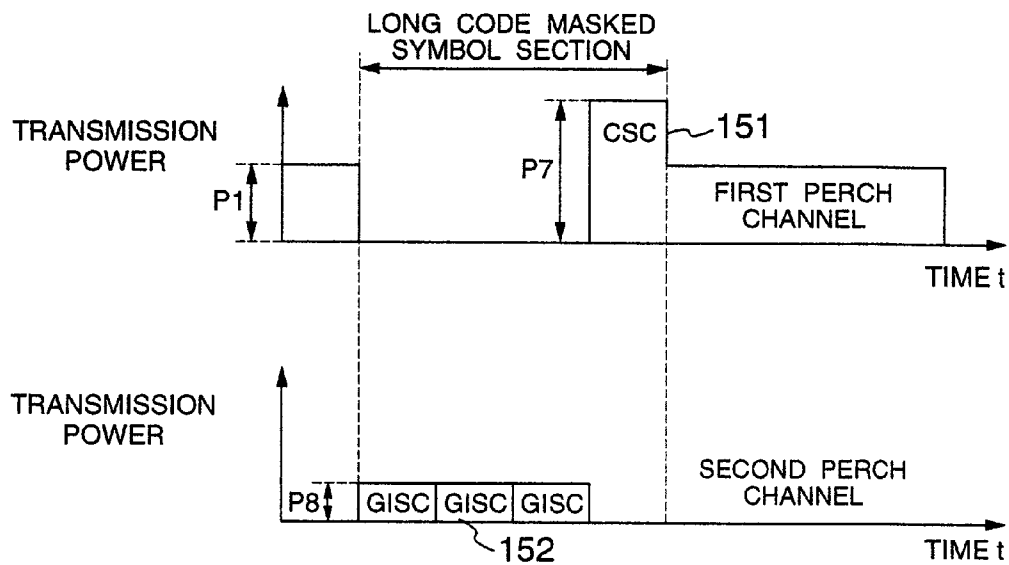 LONG CODE MASKED
SYMBOL SECTION
TRANSMISSION
POWER
P1
P7
CSC
151
FIRST PERCH
CHANNEL
TIME t
TRANSMISSION
POWER
P8
GISC GISC GISC
152
SECOND PERCH
CHANNEL
TIME t